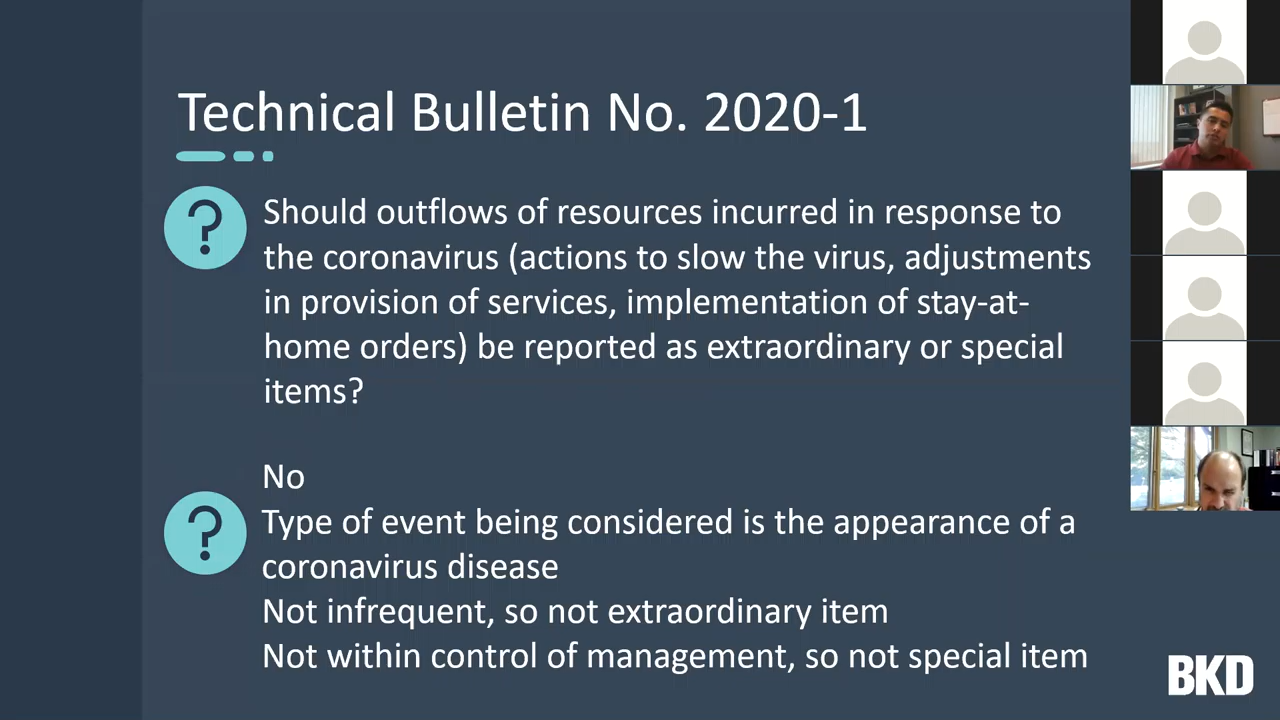 Technical Bulletin No. 2020-1
?
Should outflows of resources incurred in response to
the coronavirus (actions to slow the virus, adjustments
in provision of services, implementation of stay-at-
home orders) be reported as extraordinary or special
items?
No
?
Type of event being considered is the appearance of a
coronavirus disease
Not infrequent, so not extraordinary item
Not within control of management, so not special item
BKD